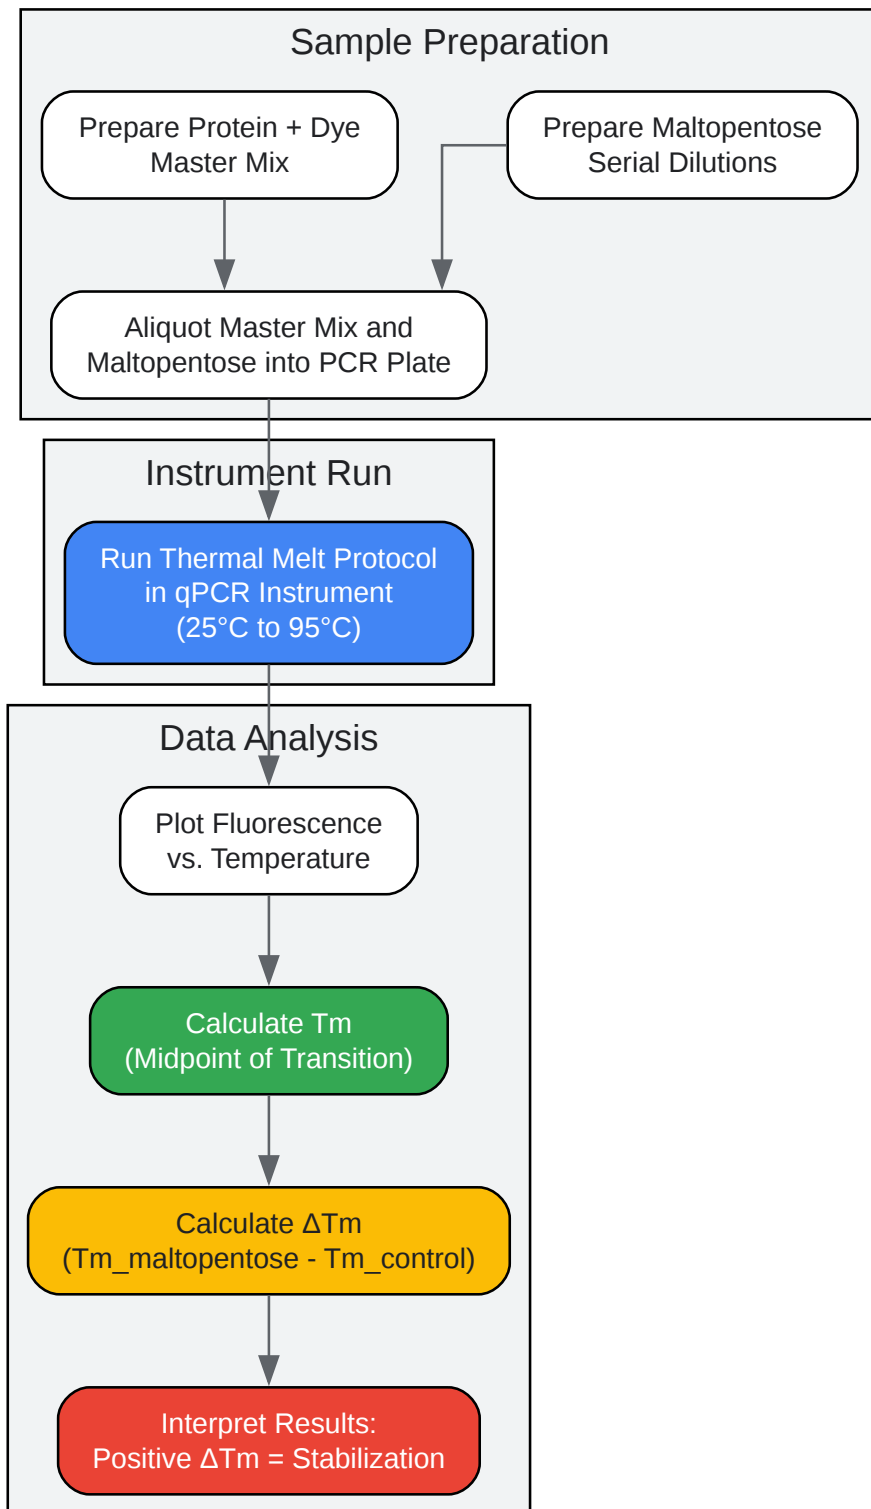 Sample Preparation
Prepare Protein + Dye
Master Mix
Prepare Maltopentose
Serial Dilutions
Aliquot Master Mix and
Maltopentose into PCR Plate
Instrument Run
Run Thermal Melt Protocol
in qPCR Instrument
(25°C to 95°C)
Data Analysis
Plot Fluorescence
vs. Temperature
Calculate Tm
(Midpoint of Transition)
Calculate ΔTm
(Tm_maltopentose - Tm_control)
Interpret Results:
Positive ΔTm = Stabilization